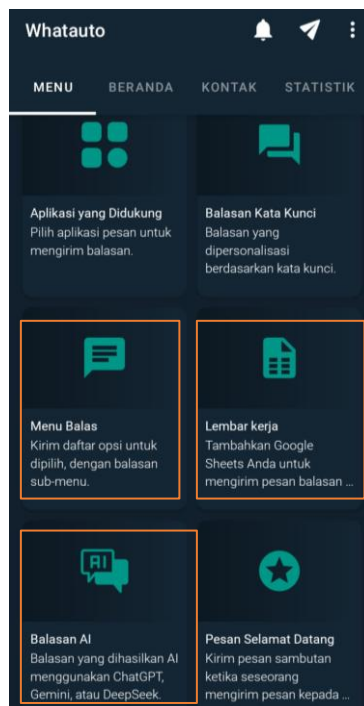 Whatauto
MENU BERANDA KONTAK STATISTIK
Aplikasi yang Didukung
Pilih aplikasi pesan untuk
mengirim balasan.
Balasan Kata Kunci
Balasan yang
dipersonalisasi
berdasarkan kata kunci.
Menu Balas
Kirim daftar opsi untuk
dipilih, dengan balasan
sub-menu.
Lembar kerja
Tambahkan Google
Sheets Anda untuk
mengirim pesan balasan ...
AI
Balasan AI
Balasan yang dihasilkan AI
menggunakan ChatGPT,
Gemini, atau DeepSeek.
Pesan Selamat Datang
Kirim pesan sambutan
ketika seseorang
mengirim pesan kepada ...